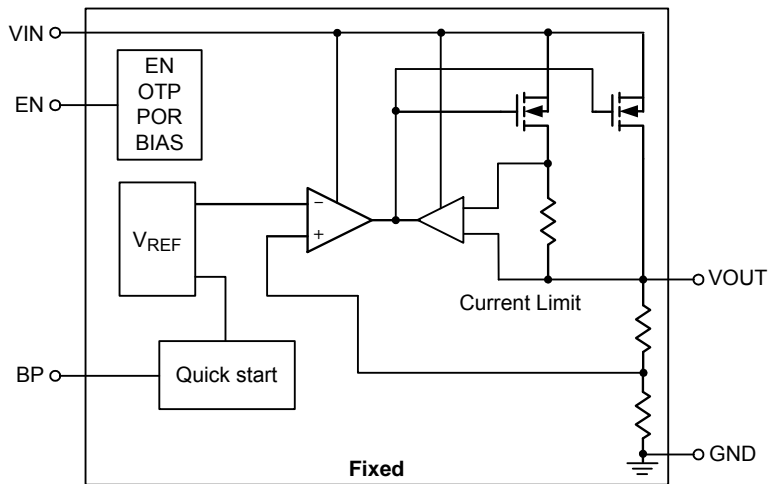 VIN
EN
EN
OTP
POR
BIAS
−
+
VREF
Current Limit
VOUT
BP
Quick start
GND
Fixed